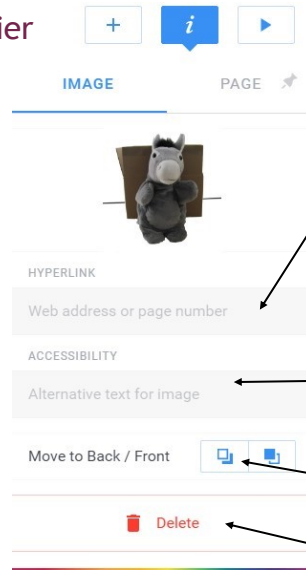 ier
+ i
IMAGE PAGE
HYPERLINK
Web address or page number
ACCESSIBILITY
Alternative text for image
Move to Back / Front
Delete